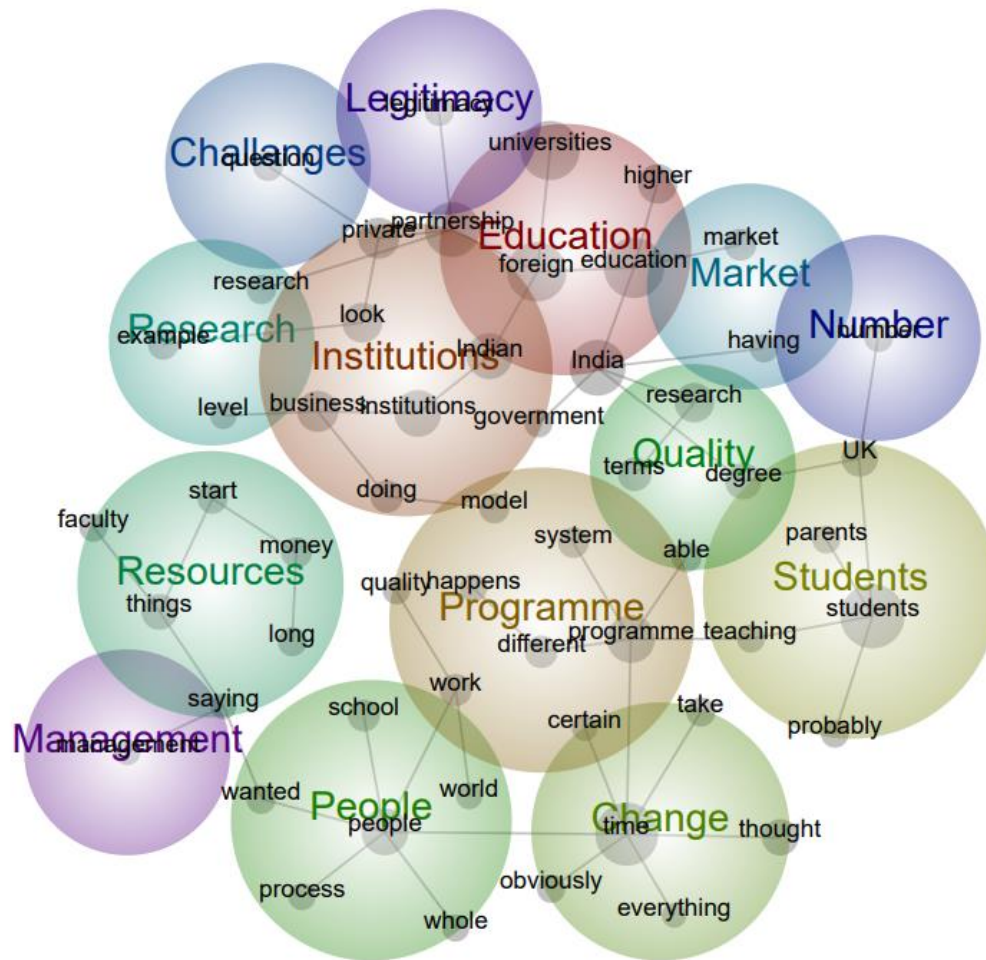 Legitimacy
legitimacy
Challanges
question
universities
higher
private
partnership
Education
foreign
education
market
Market
research
Research
example
look
Institutions
Indian
India
having
Number
number
level
business
institutions
government
research
Quality
terms
degree
UK
doing
model
start
faculty
money
Resources
things
long
system
able
parents
Students
students
quality
happens
Programme
different
programme
teaching
saying
work
school
certain
take
probably
Management
management
wanted
world
People
people
Change
time
thought
process
whole
obviously
everything